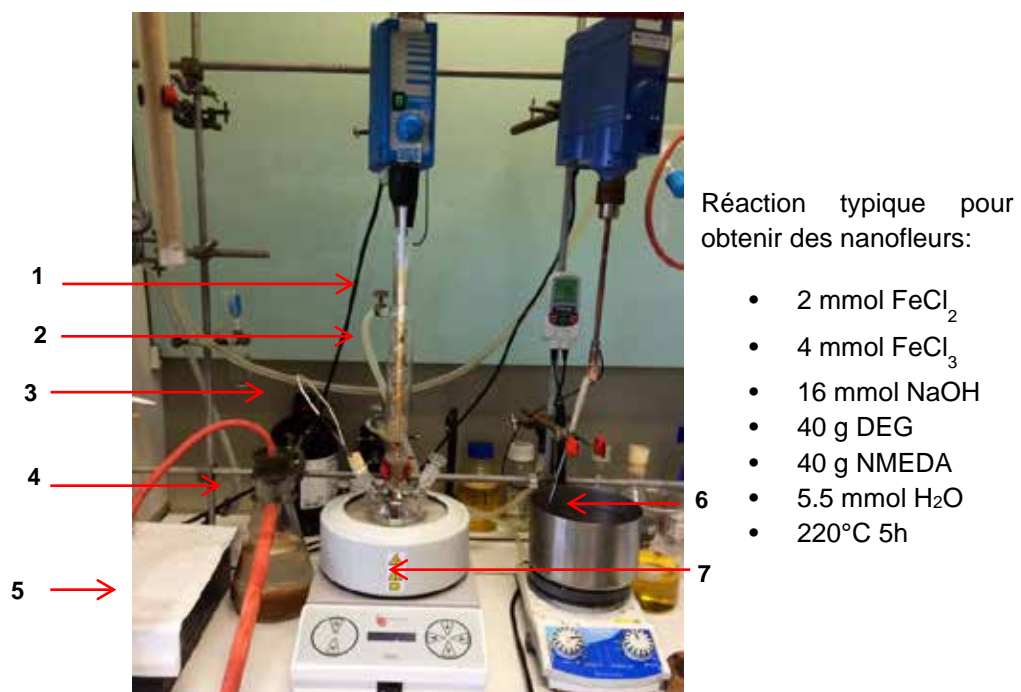 Réaction typique pour
obtenir des nanofleurs:
1
2
3
4
5
6
7
• 2 mmol FeCl₂
• 4 mmol FeCl₃
• 16 mmol NaOH
• 40 g DEG
• 40 g NMEDA
• 5.5 mmol H₂O
• 220°C 5h